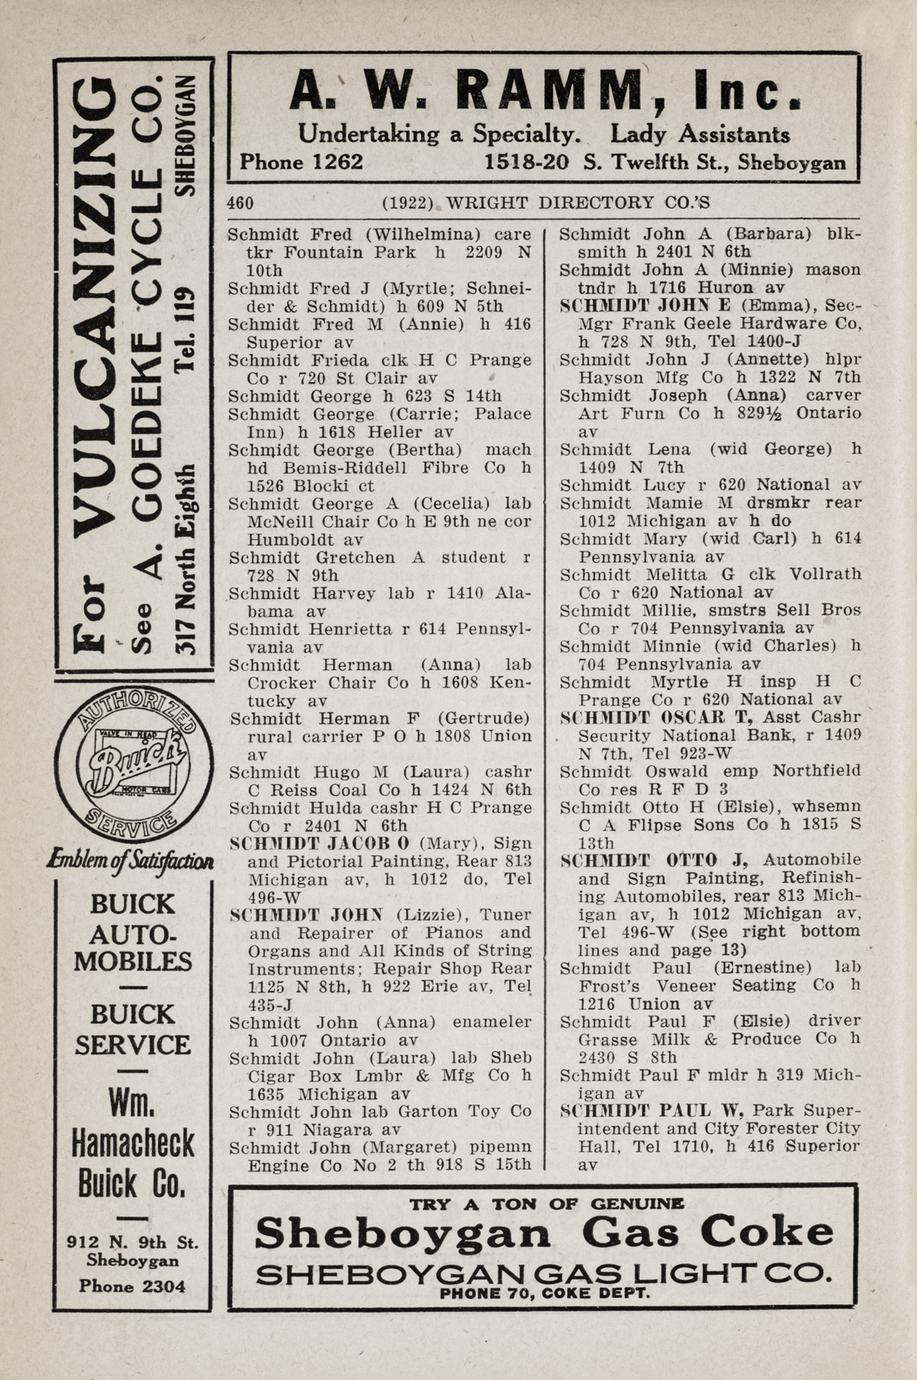 For VULCANIZING
See A. GOEDEKE CYCLE CO.
317 North Eighth Tel. 119 SHEBOYGAN
AUTHORIZED
VALVE IN HEAD
Buick
MOTOR CARS
SERVICE
Emblem of Satisfaction
BUICK
AUTO-
MOBILES
BUICK
SERVICE
Wm.
Hamacheck
Buick Co.
912 N. 9th St.
Sheboygan
Phone 2304
A. W. RAMM, Inc.
Undertaking a Specialty. Lady Assistants
Phone 1262 1518-20 S. Twelfth St., Sheboygan
460 (1922) WRIGHT DIRECTORY CO.'S
Schmidt Fred (Wilhelmina) care
tkr Fountain Park h 2209 N
10th
Schmidt Fred J (Myrtle; Schnei-
der & Schmidt) h 609 N 5th
Schmidt Fred M (Annie) h 416
Superior av
Schmidt Frieda clk H C Prange
Co r 720 St Clair av
Schmidt George h 623 S 14th
Schmidt George (Carrie; Palace
Inn) h 1618 Heller av
Schmidt George (Bertha) mach
hd Bemis-Riddell Fibre Co h
1526 Blocki ct
Schmidt George A (Cecelia) lab
McNeill Chair Co h E 9th ne cor
Humboldt av
Schmidt Gretchen A student r
728 N 9th
Schmidt Harvey lab r 1410 Ala-
bama av
Schmidt Henrietta r 614 Pennsyl-
vania av
Schmidt Herman (Anna) lab
Crocker Chair Co h 1608 Ken-
tucky av
Schmidt Herman F (Gertrude)
rural carrier P O h 1808 Union
av
Schmidt Hugo M (Laura) cashr
C Reiss Coal Co h 1424 N 6th
Schmidt Hulda cashr H C Prange
Co r 2401 N 6th
SCHMIDT JACOB O (Mary), Sign
and Pictorial Painting, Rear 813
Michigan av, h 1012 do, Tel
496-W
SCHMIDT JOHN (Lizzie), Tuner
and Repairer of Pianos and
Organs and All Kinds of String
Instruments; Repair Shop Rear
1125 N 8th, h 922 Erie av, Tel
435-J
Schmidt John (Anna) enameler
h 1007 Ontario av
Schmidt John (Laura) lab Sheb
Cigar Box Lmbr & Mfg Co h
1635 Michigan av
Schmidt John lab Garton Toy Co
r 911 Niagara av
Schmidt John (Margaret) pipemn
Engine Co No 2 th 918 S 15th
Schmidt John A (Barbara) blk-
smith h 2401 N 6th
Schmidt John A (Minnie) mason
tndr h 1716 Huron av
SCHMIDT JOHN E (Emma), Sec-
Mgr Frank Geele Hardware Co,
h 728 N 9th, Tel 1400-J
Schmidt John J (Annette) hlpr
Hayson Mfg Co h 1322 N 7th
Schmidt Joseph (Anna) carver
Art Furn Co h 829½ Ontario
av
Schmidt Lena (wid George) h
1409 N 7th
Schmidt Lucy r 620 National av
Schmidt Mamie M drsmkr rear
1012 Michigan av h do
Schmidt Mary (wid Carl) h 614
Pennsylvania av
Schmidt Melitta G clk Vollrath
Co r 620 National av
Schmidt Millie, smstrs Sell Bros
Co r 704 Pennsylvania av
Schmidt Minnie (wid Charles) h
704 Pennsylvania av
Schmidt Myrtle H insp H C
Prange Co r 620 National av
SCHMIDT OSCAR T, Asst Cashr
Security National Bank, r 1409
N 7th, Tel 923-W
Schmidt Oswald emp Northfield
Co res R F D 3
Schmidt Otto H (Elsie), whsemn
C A Flipse Sons Co h 1815 S
13th
SCHMIDT OTTO J, Automobile
and Sign Painting, Refinish-
ing Automobiles, rear 813 Mich-
igan av, h 1012 Michigan av,
Tel 496-W (See right bottom
lines and page 13)
Schmidt Paul (Ernestine) lab
Frost's Veneer Seating Co h
1216 Union av
Schmidt Paul F (Elsie) driver
Grasse Milk & Produce Co h
2430 S 8th
Schmidt Paul F mldr h 319 Mich-
igan av
SCHMIDT PAUL W, Park Super-
intendent and City Forester City
Hall, Tel 1710, h 416 Superior
av
TRY A TON OF GENUINE
Sheboygan Gas Coke
SHEBOYGAN GAS LIGHT CO.
PHONE 70, COKE DEPT.